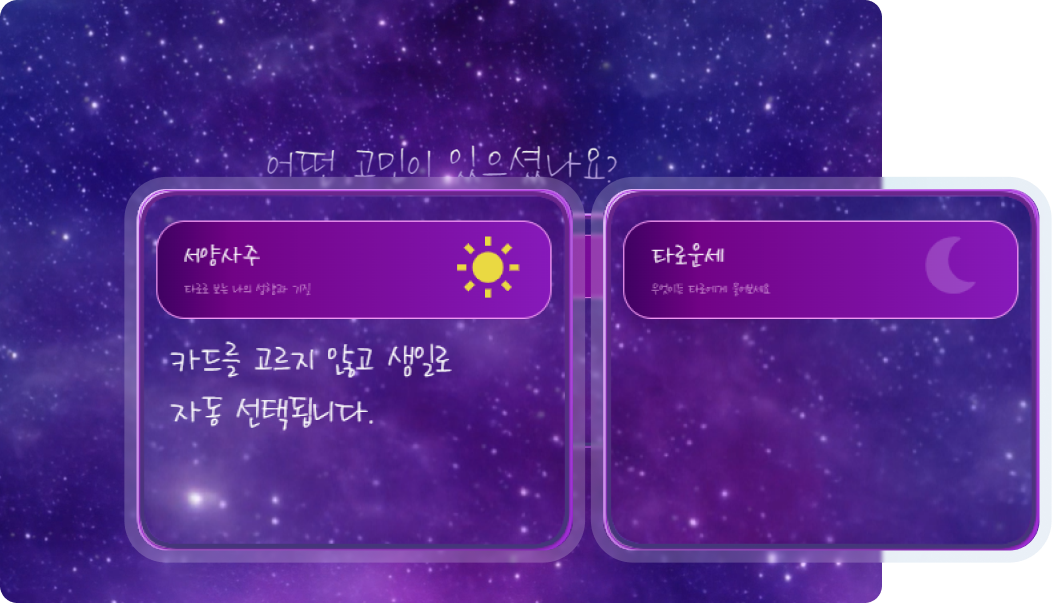 어떤 고민이 있으셨나요?
서양사주
타로로 보는 나의 성향과 기질
카드를 고르지 않고 생일로
자동 선택됩니다.
타로운세
무엇이든 타로에게 물어보세요